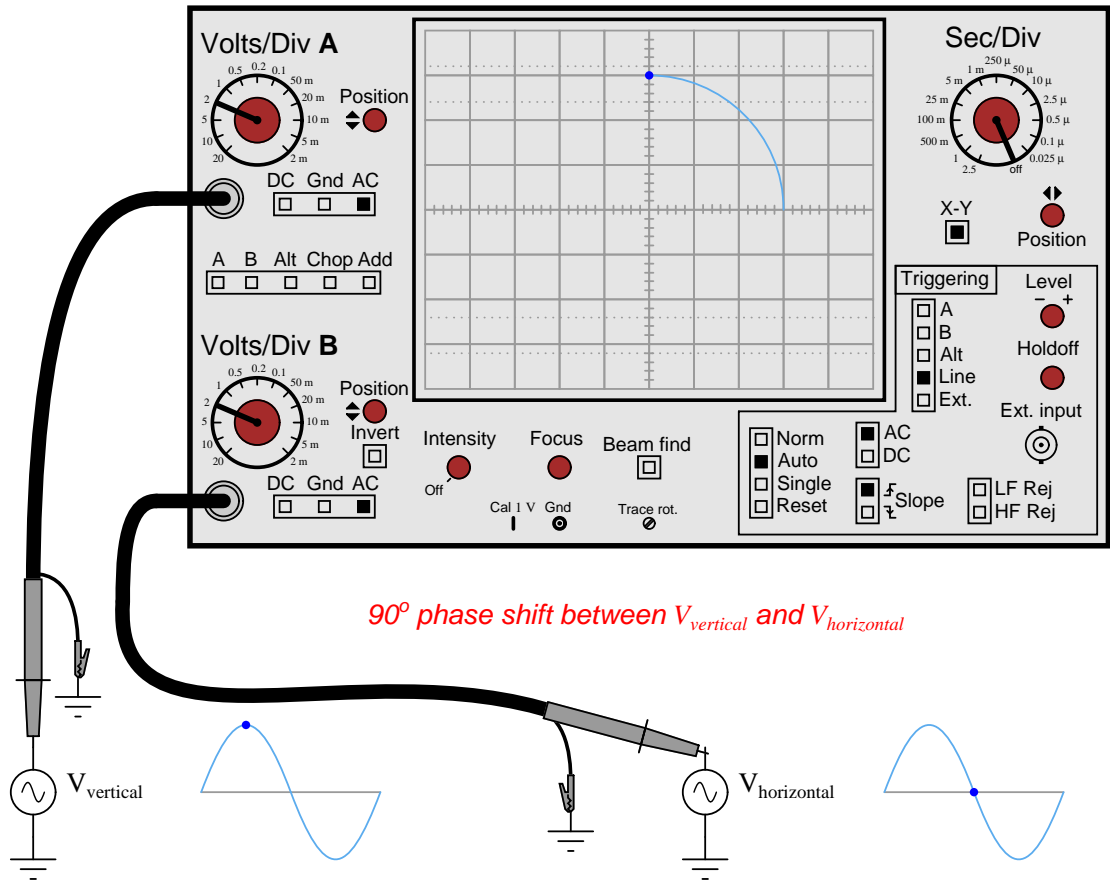 Volts/Div A
0.5 0.2 0.1
1 50 m
2 20 m
5 10 m
10 5 m
20 2 m
Position
DC Gnd AC
A B Alt Chop Add
Volts/Div B
0.5 0.2 0.1
1 50 m
2 20 m
5 10 m
10 5 m
20 2 m
Position
Invert
DC Gnd AC
Intensity
Off
Focus
Beam find
Cal 1 V Gnd
Trace rot.
Sec/Div
250 µ
1 m 50 µ
5 m 10 µ
25 m 2.5 µ
100 m 0.5 µ
500 m 0.1 µ
1 0.025 µ
2.5 off
X-Y
Position
Triggering
A
B
Alt
Line
Ext.
Level
− +
Holdoff
Ext. input
Norm
Auto
Single
Reset
AC
DC
Slope
LF Rej
HF Rej
90° phase shift between Vvertical and Vhorizontal
Vvertical
Vhorizontal